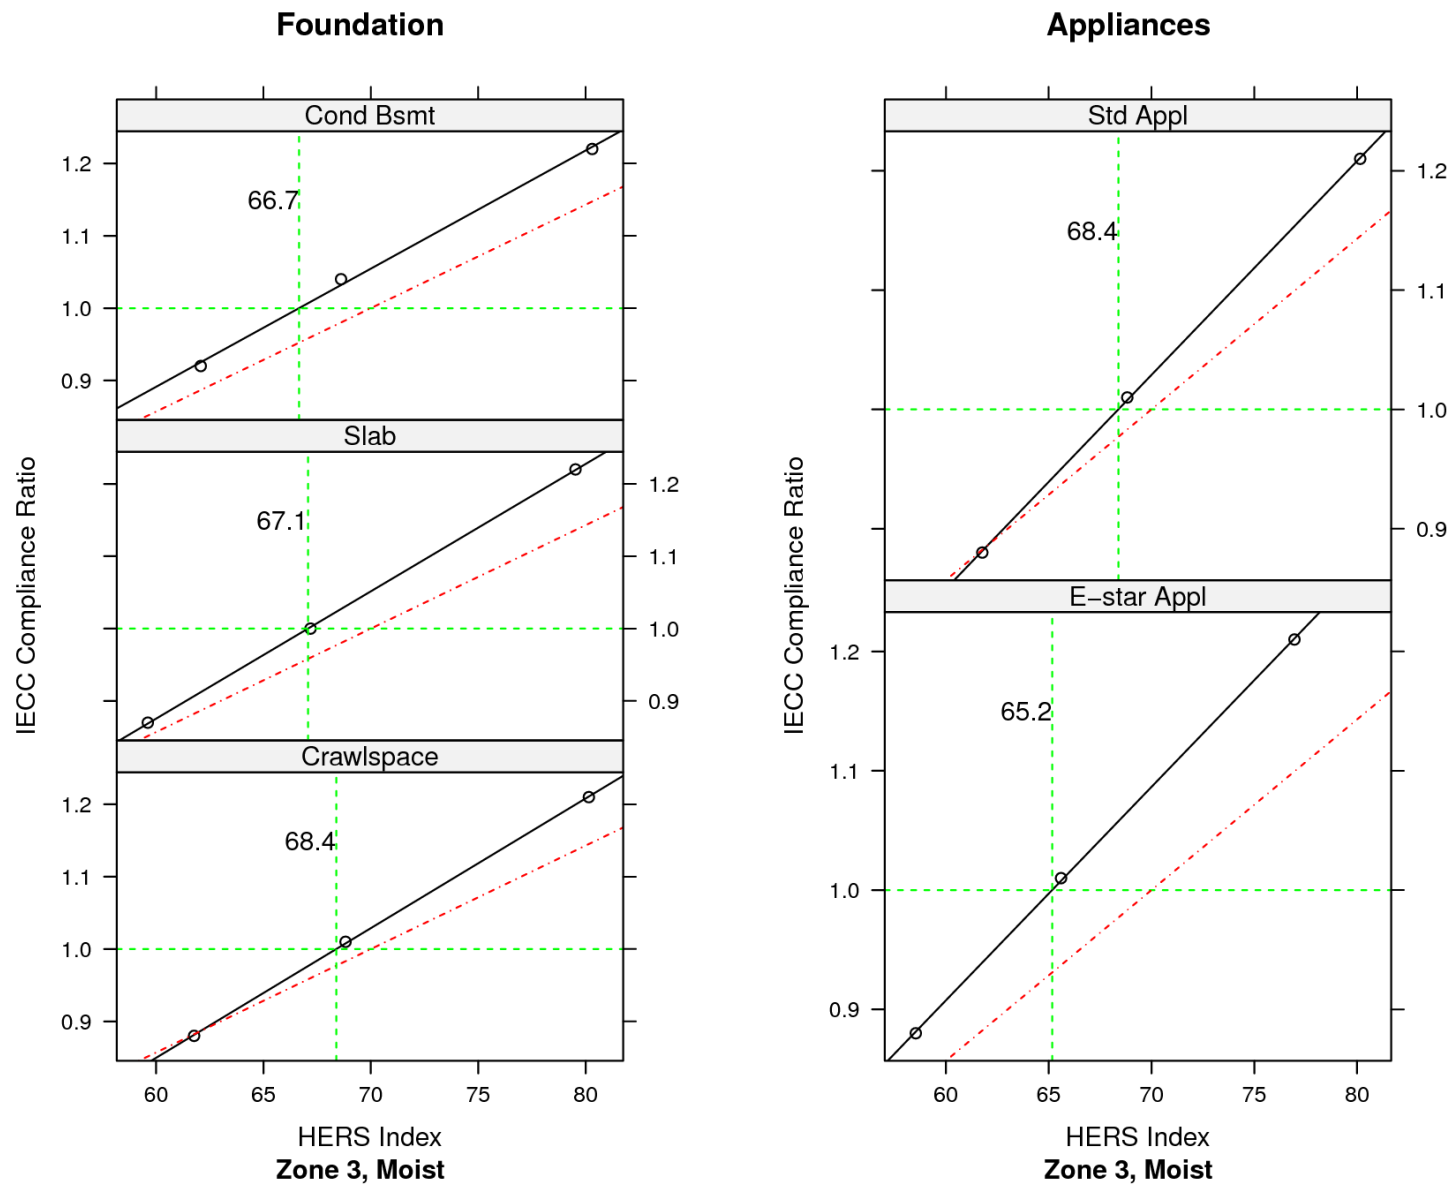 Foundation
Cond Bsmt
66.7
1.2
1.1
1.0
0.9
Slab
67.1
1.2
1.1
1.0
0.9
Crawlspace
68.4
1.2
1.1
1.0
0.9
60 65 70 75 80
IECC Compliance Ratio
HERS Index
Zone 3, Moist
Appliances
Std Appl
68.4
1.2
1.1
1.0
0.9
E−star Appl
65.2
1.2
1.1
1.0
0.9
60 65 70 75 80
IECC Compliance Ratio
HERS Index
Zone 3, Moist